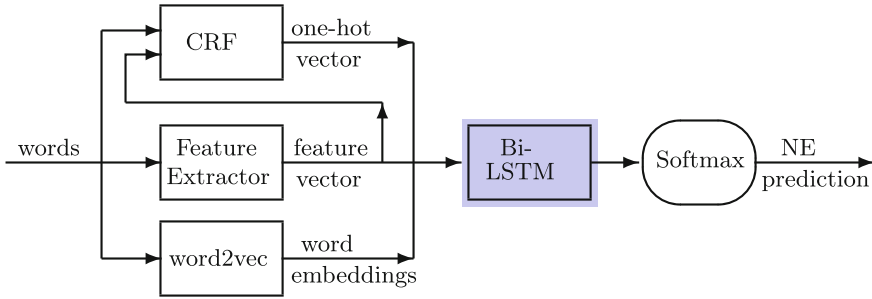 CRF
one-hot
vector
words
Feature
Extractor
feature
vector
word2vec
word
embeddings
Bi-
LSTM
Softmax
NE
prediction